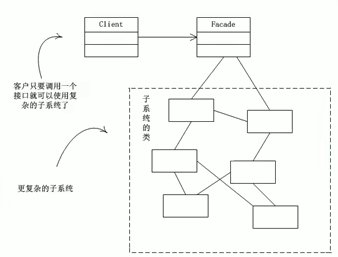 Client
Facade
客户只要调用一个
接口就可以使用复
杂的子系统了
子系统的类
更复杂的子系统